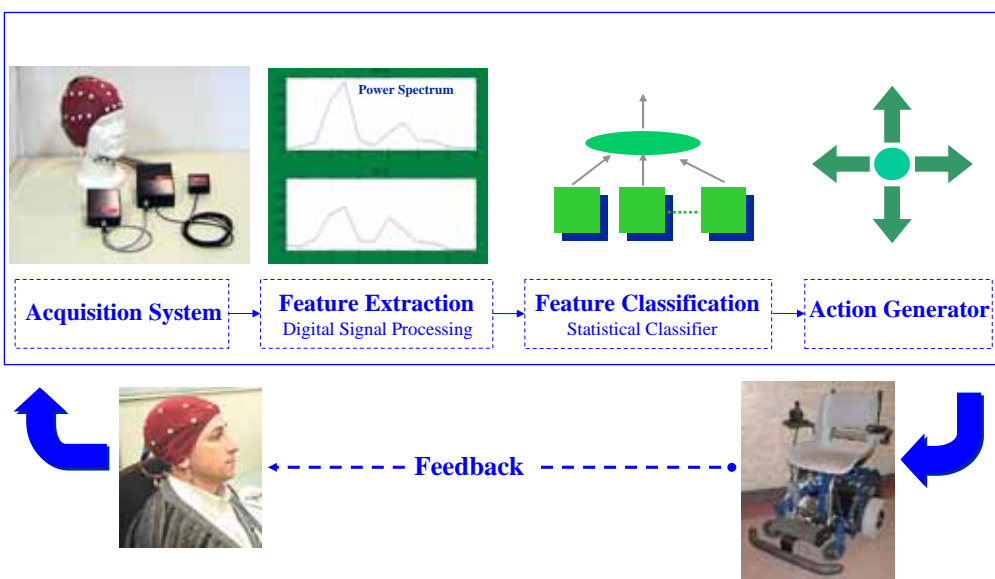 Power Spectrum
Acquisition System
Feature Extraction
Digital Signal Processing
Feature Classification
Statistical Classifier
Action Generator
Feedback